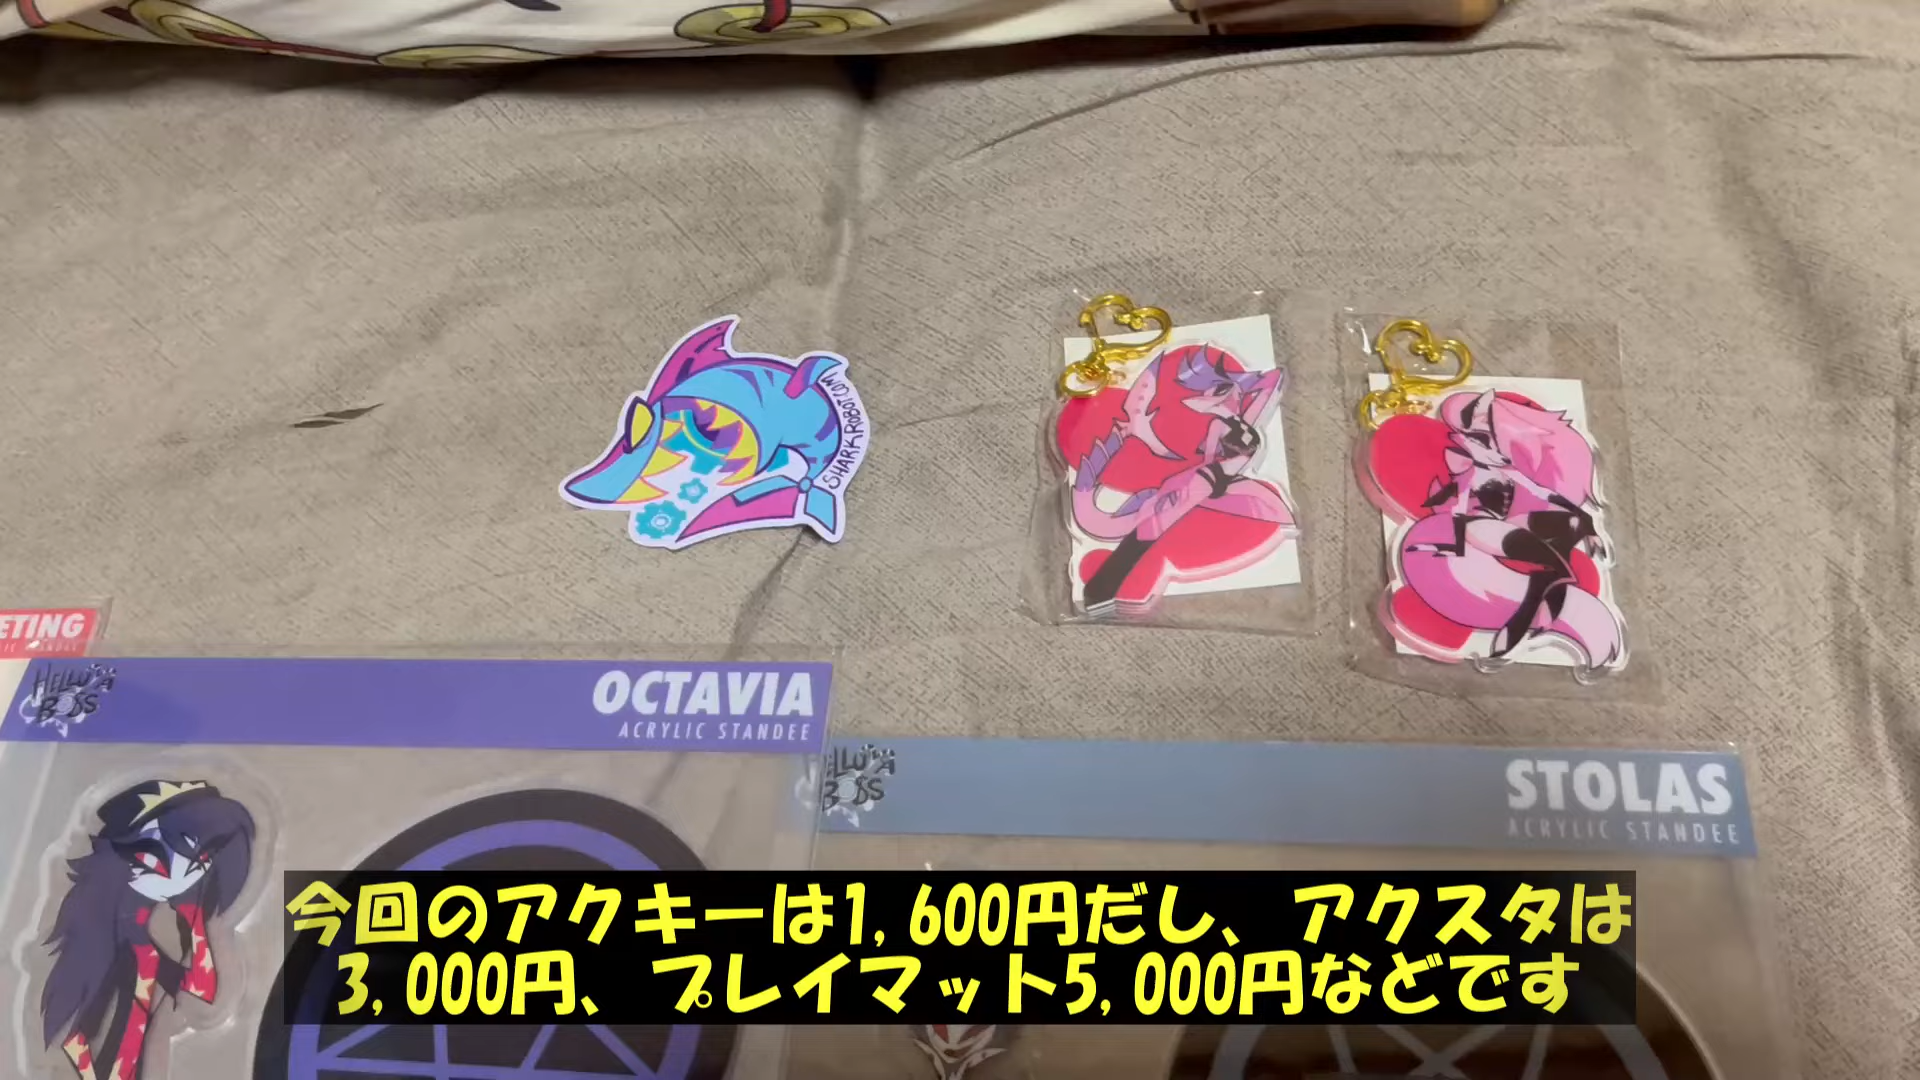 SHARKROBOT.COM
ETING
HELLUVA
BOSS
OCTAVIA
ACRYLIC STANDEE
HELLUVA
BOSS
STOLAS
ACRYLIC STANDEE
今回のアクキーは1,600円だし、アクスタは
3,000円、プレイマット5,000円などです